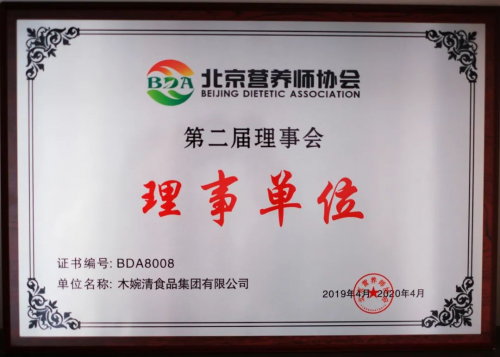 BDA
北京营养师协会
BEIJING DIETETIC ASSOCIATION
第二届理事会
理事单位
证书编号: BDA8008
单位名称: 木婉清食品集团有限公司
2019年4月 2020年4月